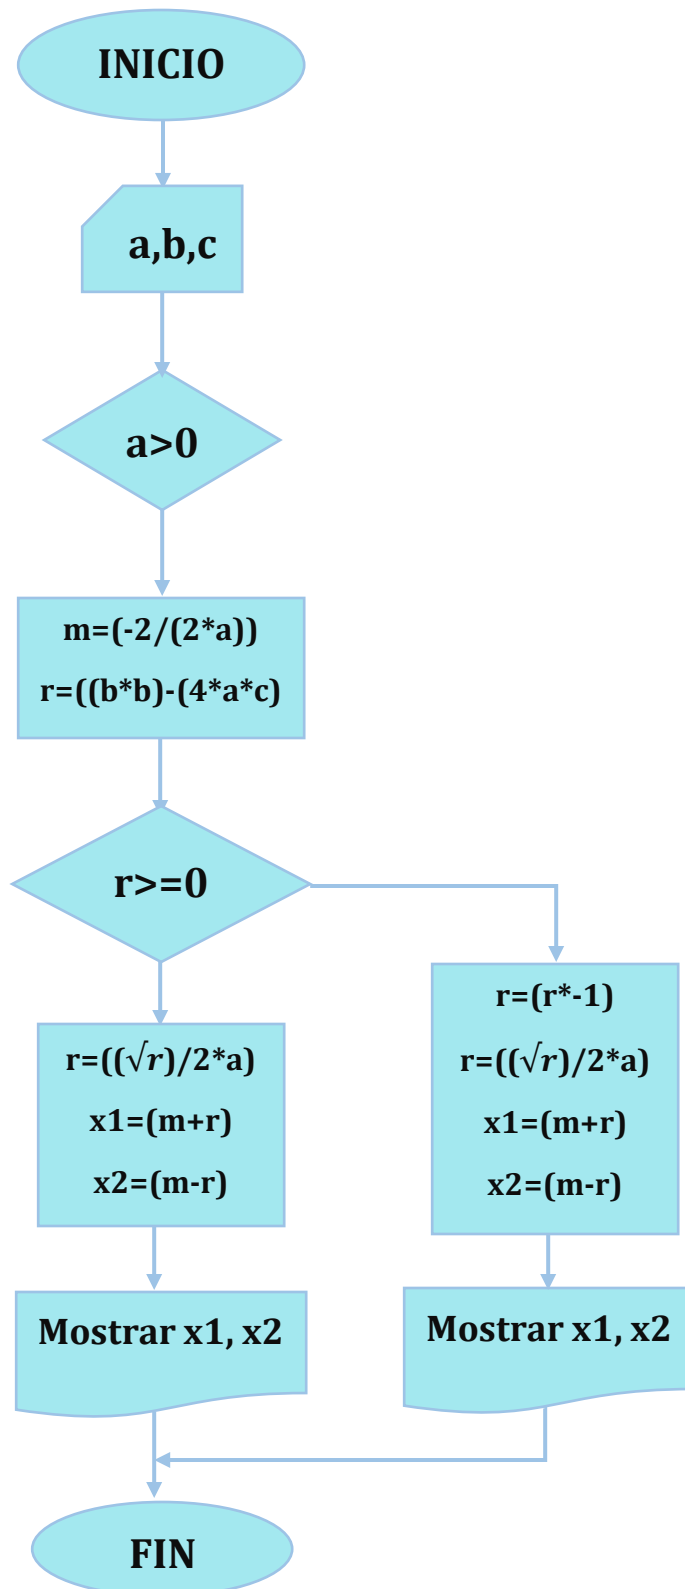 INICIO
a,b,c
a>0
m=(-2/(2*a))
r=((b*b)-(4*a*c)
r>=0
r=((√r)/2*a)
x1=(m+r)
x2=(m-r)
Mostrar x1, x2
r=(r*-1)
r=((√r)/2*a)
x1=(m+r)
x2=(m-r)
Mostrar x1, x2
FIN